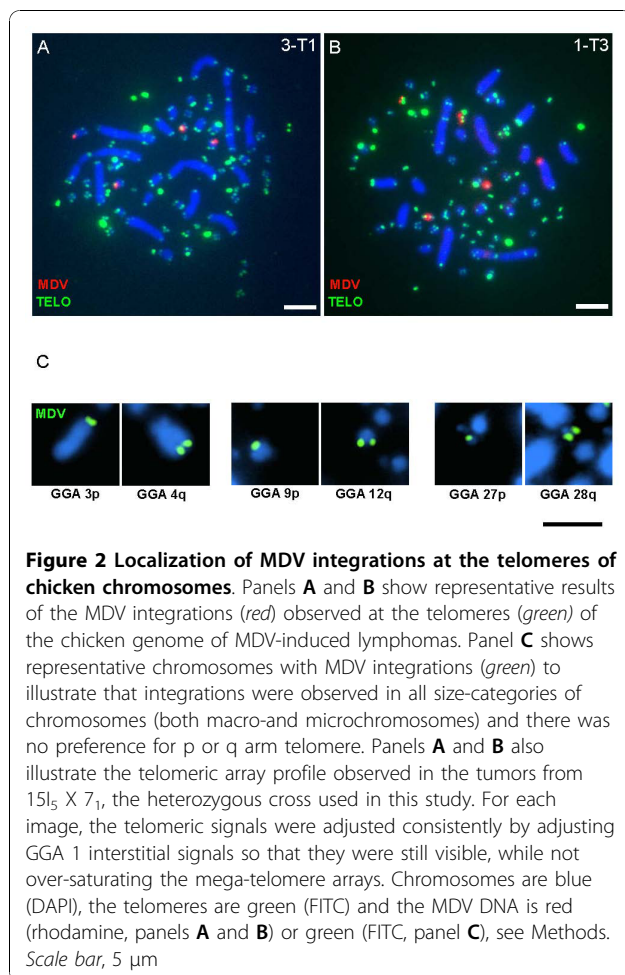 A 3-T1 B 1-T3
MDV MDV
TELO TELO
C
MDV
GGA 3p GGA 4q GGA 9p GGA 12q GGA 27p GGA 28q
Figure 2 Localization of MDV integrations at the telomeres of
chicken chromosomes. Panels A and B show representative results
of the MDV integrations (red) observed at the telomeres (green) of
the chicken genome of MDV-induced lymphomas. Panel C shows
representative chromosomes with MDV integrations (green) to
illustrate that integrations were observed in all size-categories of
chromosomes (both macro-and microchromosomes) and there was
no preference for p or q arm telomere. Panels A and B also
illustrate the telomeric array profile observed in the tumors from
15I₅ X 7₁, the heterozygous cross used in this study. For each
image, the telomeric signals were adjusted consistently by adjusting
GGA 1 interstitial signals so that they were still visible, while not
over-saturating the mega-telomere arrays. Chromosomes are blue
(DAPI), the telomeres are green (FITC) and the MDV DNA is red
(rhodamine, panels A and B) or green (FITC, panel C), see Methods.
Scale bar, 5 μm